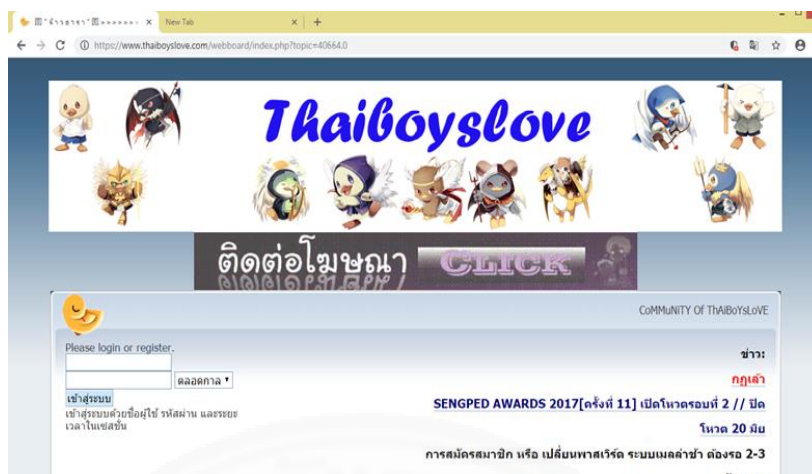 "จ้าวธารา"
New Tab
https://www.thaiboyslove.com/webboard/index.php?topic=40664.0
Thaiboyslove
ติดต่อโฆษณา CLICK
CoMMuNiTY Of ThAiBoYsLoVE
Please login or register.
ตลอดกาล
เข้าสู่ระบบ
เข้าสู่ระบบด้วยชื่อผู้ใช้ รหัสผ่าน และระยะ
เวลาในเซสชั่น
ข่าว:
กฏเล้า
SENGPED AWARDS 2017[ครั้งที่ 11] เปิดโหวตรอบที่ 2 // ปิด
โหวต 20 มิย
การสมัครสมาชิก หรือ เปลี่ยนพาสเวิร์ด ระบบเมลล่าช้า ต้องรอ 2-3